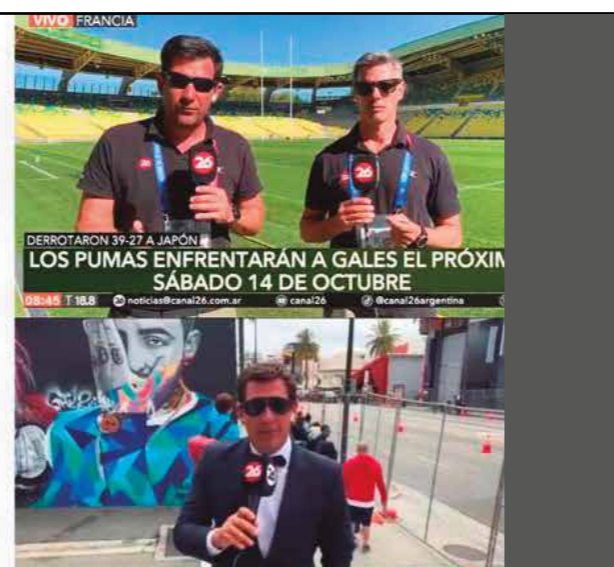 VIVO FRANCIA
26
26
DERROTARON 39-27 A JAPÓN
LOS PUMAS ENFRENTARÁN A GALES EL PRÓXIM
SÁBADO 14 DE OCTUBRE
08:45 T 18.8 26 noticias@canal26.com.ar canal26 @canal26argentina
26